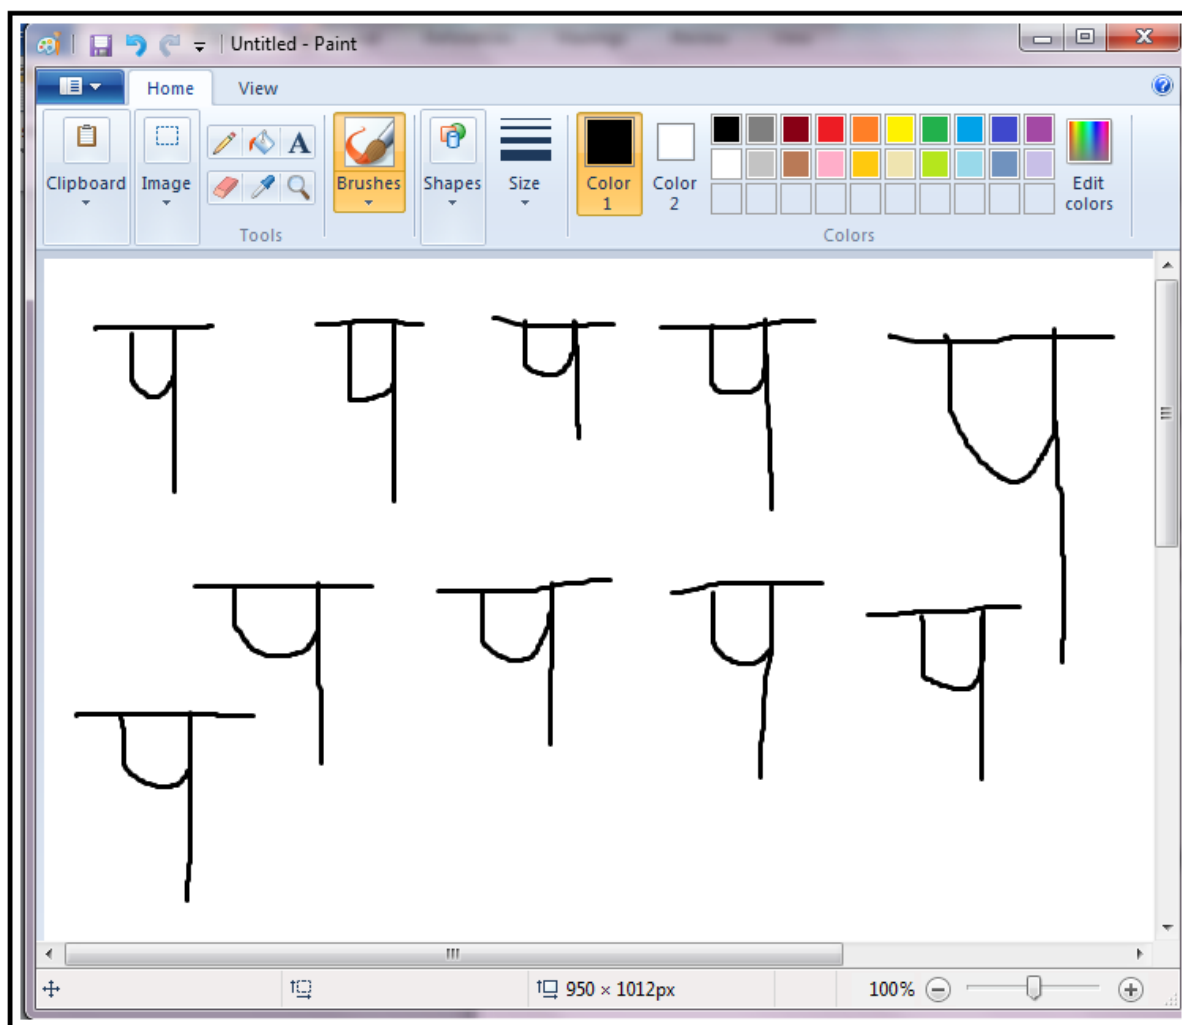 Untitled - Paint
Home View
Clipboard Image Tools Brushes Shapes Size Color 1 Color 2 Colors Edit colors
प प प प प
प प प प
प
950 × 1012px 100%